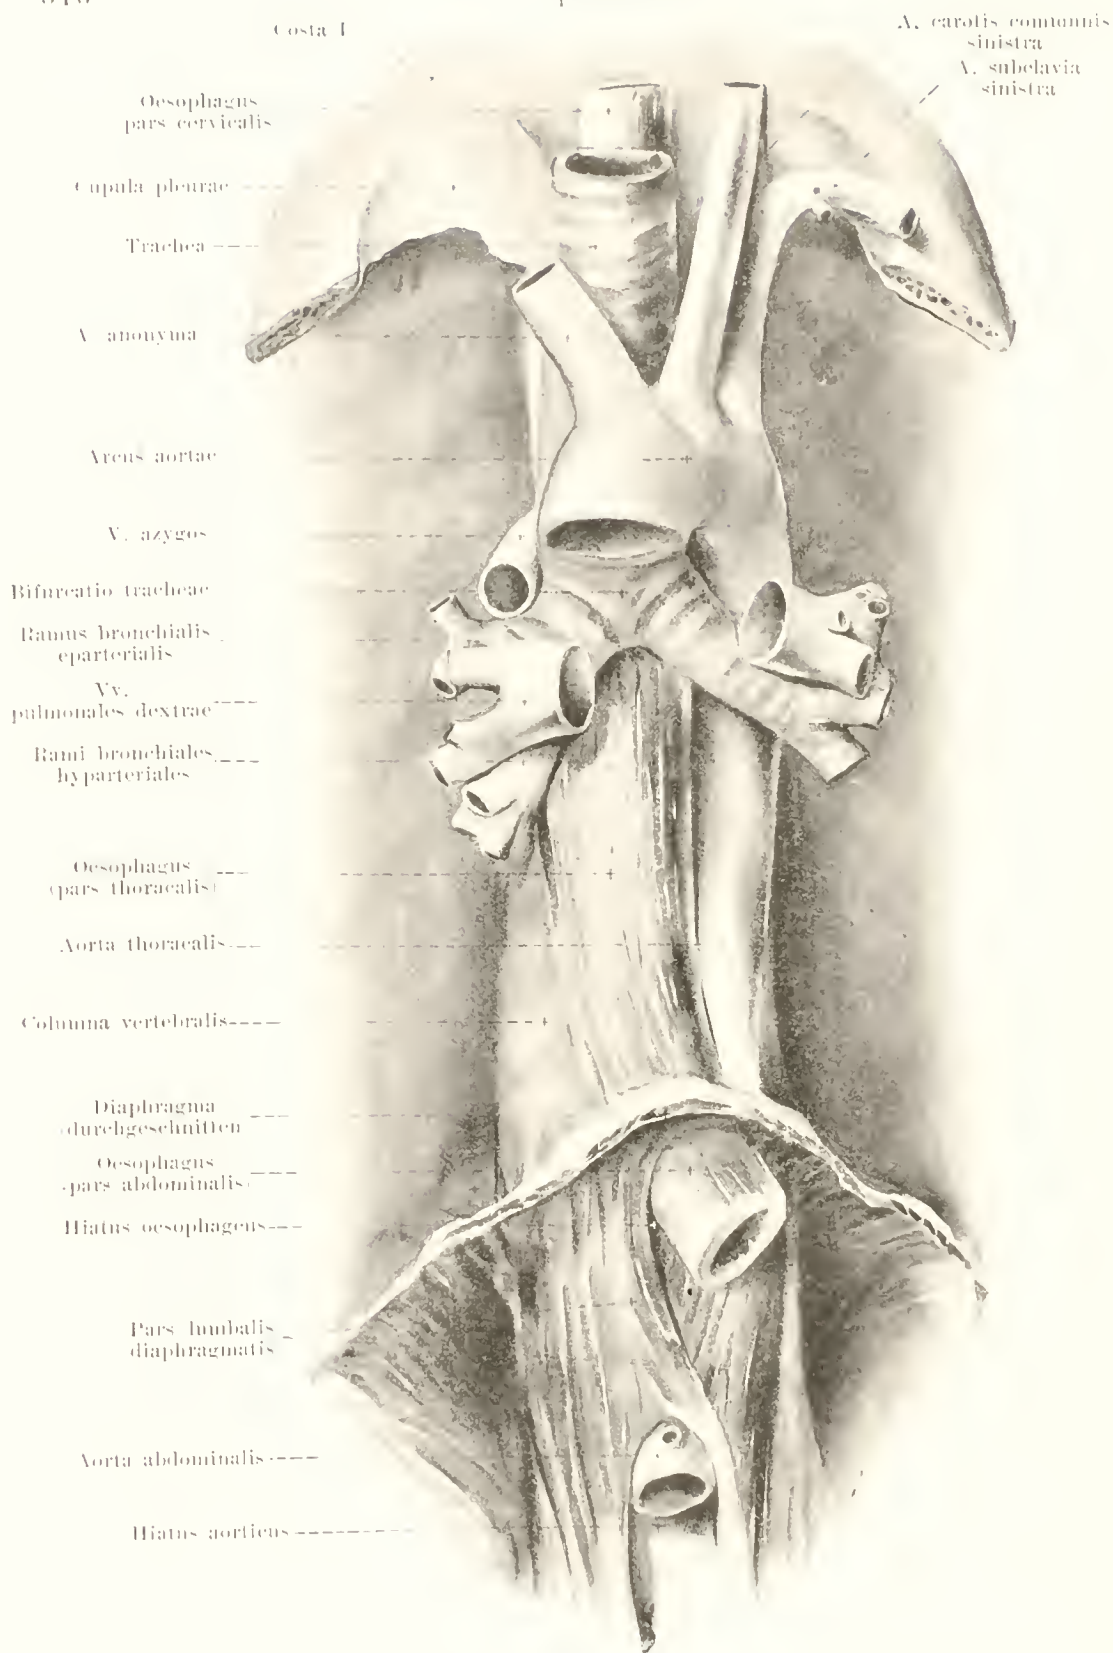 Costa I
A. carotis communis
sinistra
A. subclavia
sinistra
Oesophagus
pars cervicalis
Cupula pleurae
Trachea
A. anonyma
Arcus aortae
V. azygos
Bifurcatio tracheae
Ramus bronchialis
eparterialis
Vv.
pulmonales dextrae
Rami bronchiales
hyparteriales
Oesophagus
(pars thoracalis)
Aorta thoracalis
Columna vertebralis
Diaphragma
(durchgeschnitten
Oesophagus
(pars abdominalis)
Hiatus oesophageus
Pars lumbalis
diaphragmatis
Aorta abdominalis
Hiatus aorticus